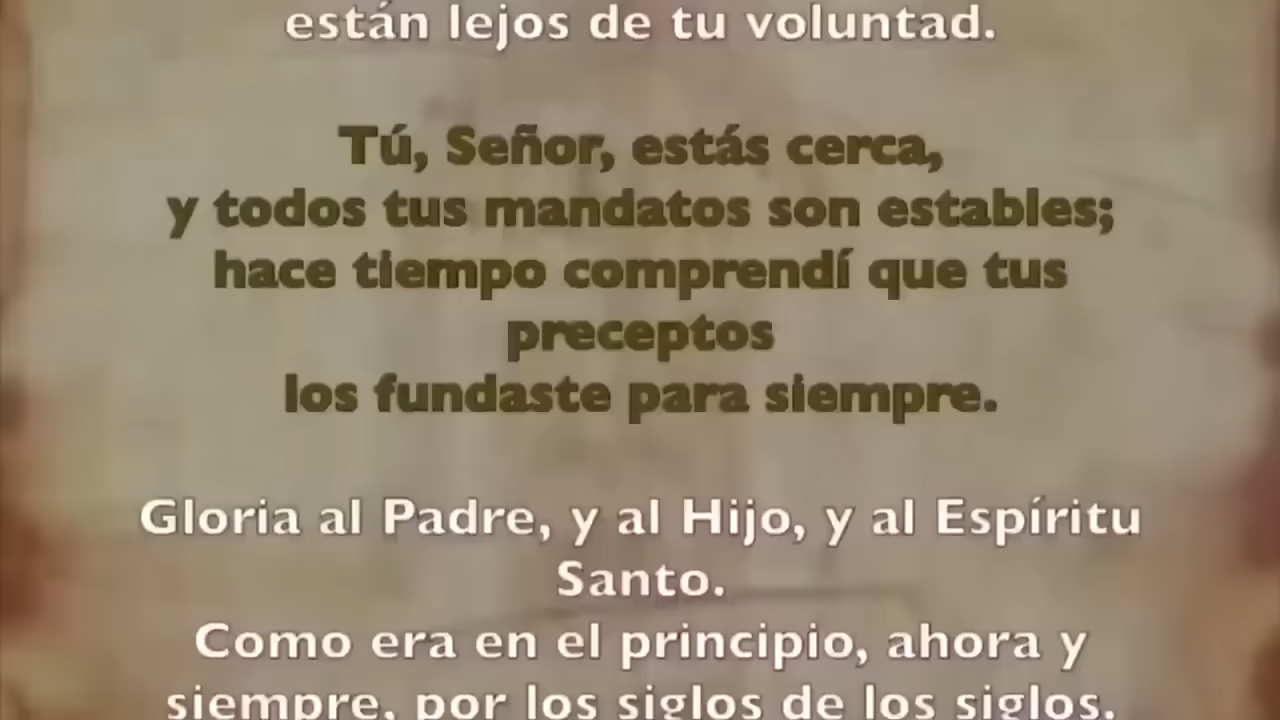 están lejos de tu voluntad.
Tú, Señor, estás cerca,
y todos tus mandatos son estables;
hace tiempo comprendí que tus
preceptos
los fundaste para siempre.
Gloria al Padre, y al Hijo, y al Espíritu
Santo.
Como era en el principio, ahora y
siempre, por los siglos de los siglos.